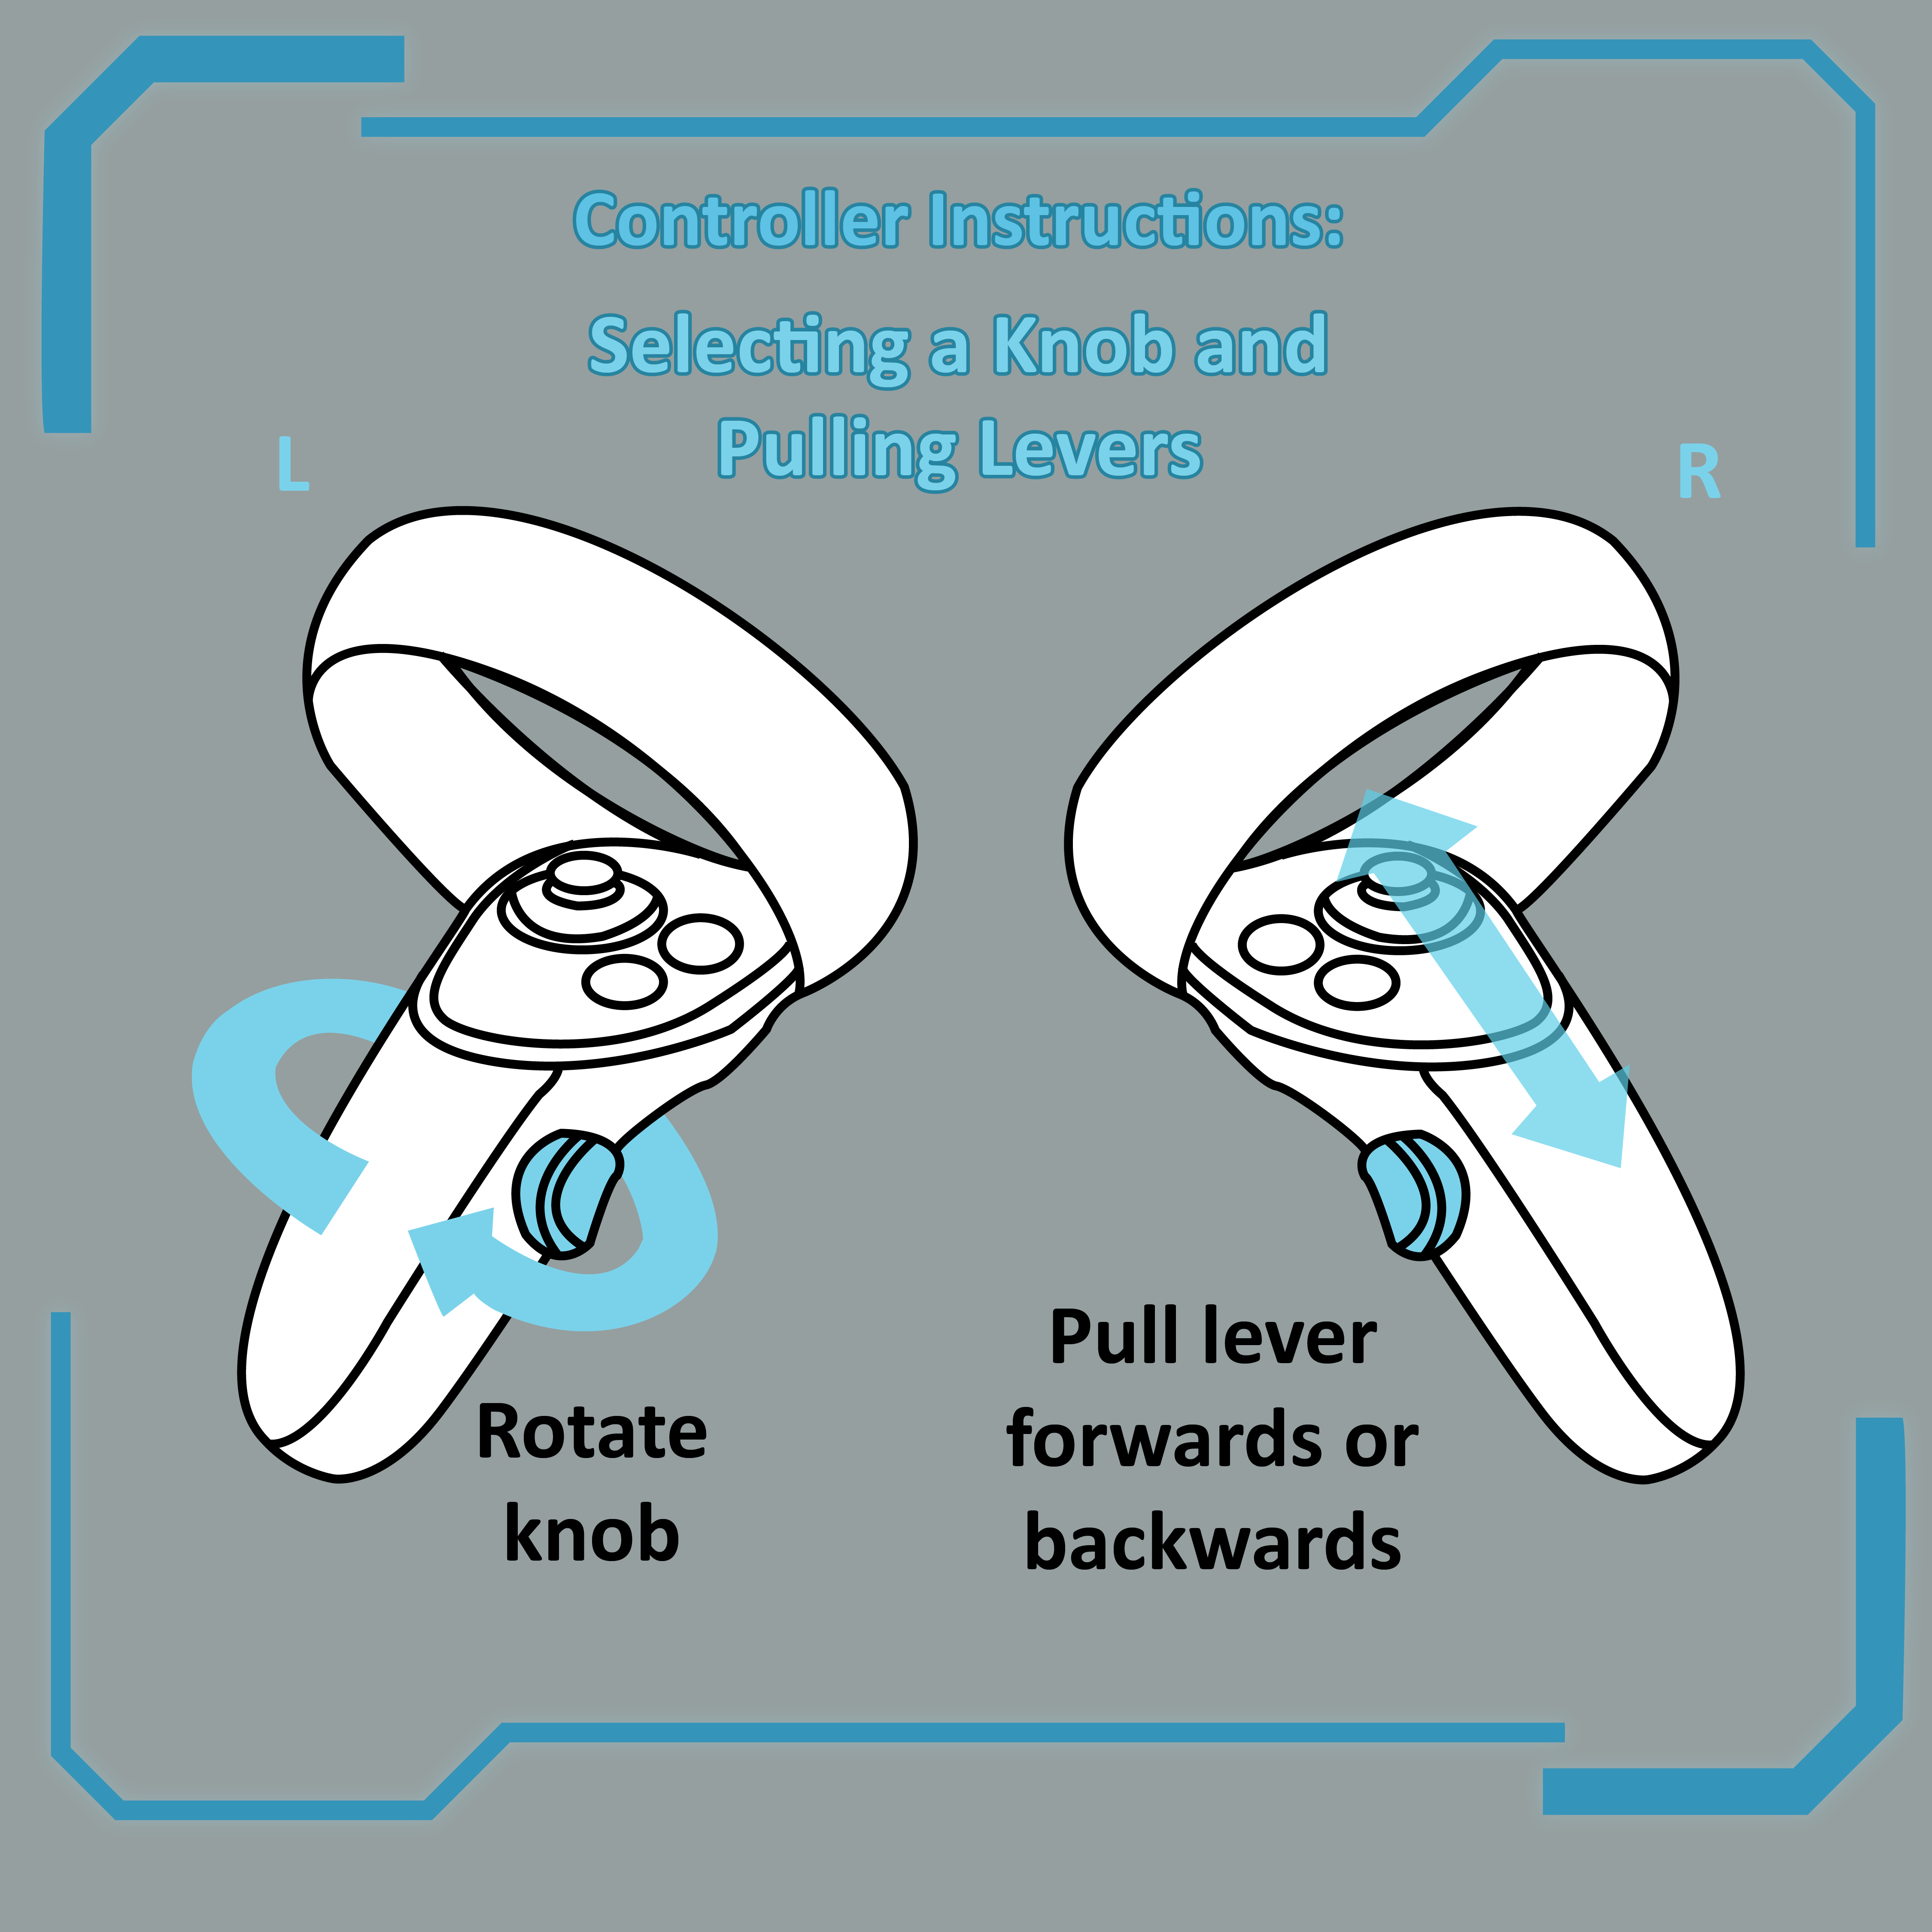 Controller Instructions:
Selecting a Knob and
Pulling Levers
L
R
Rotate
knob
Pull lever
forwards or
backwards